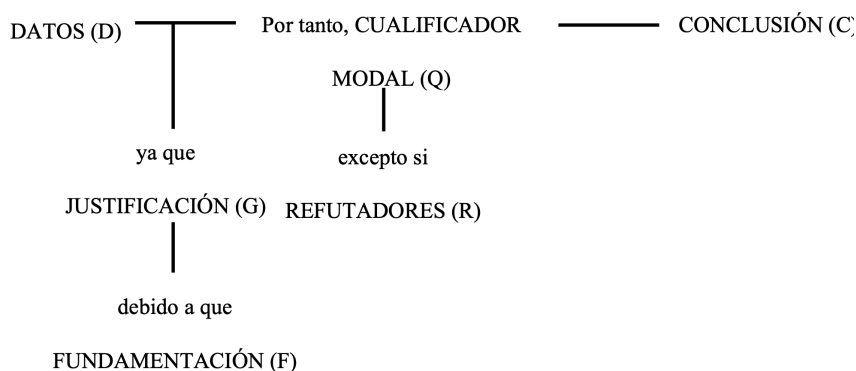 DATOS (D)
Por tanto, CUALIFICADOR
CONCLUSIÓN (C)
MODAL (Q)
ya que
excepto si
JUSTIFICACIÓN (G)
REFUTADORES (R)
debido a que
FUNDAMENTACIÓN (F)